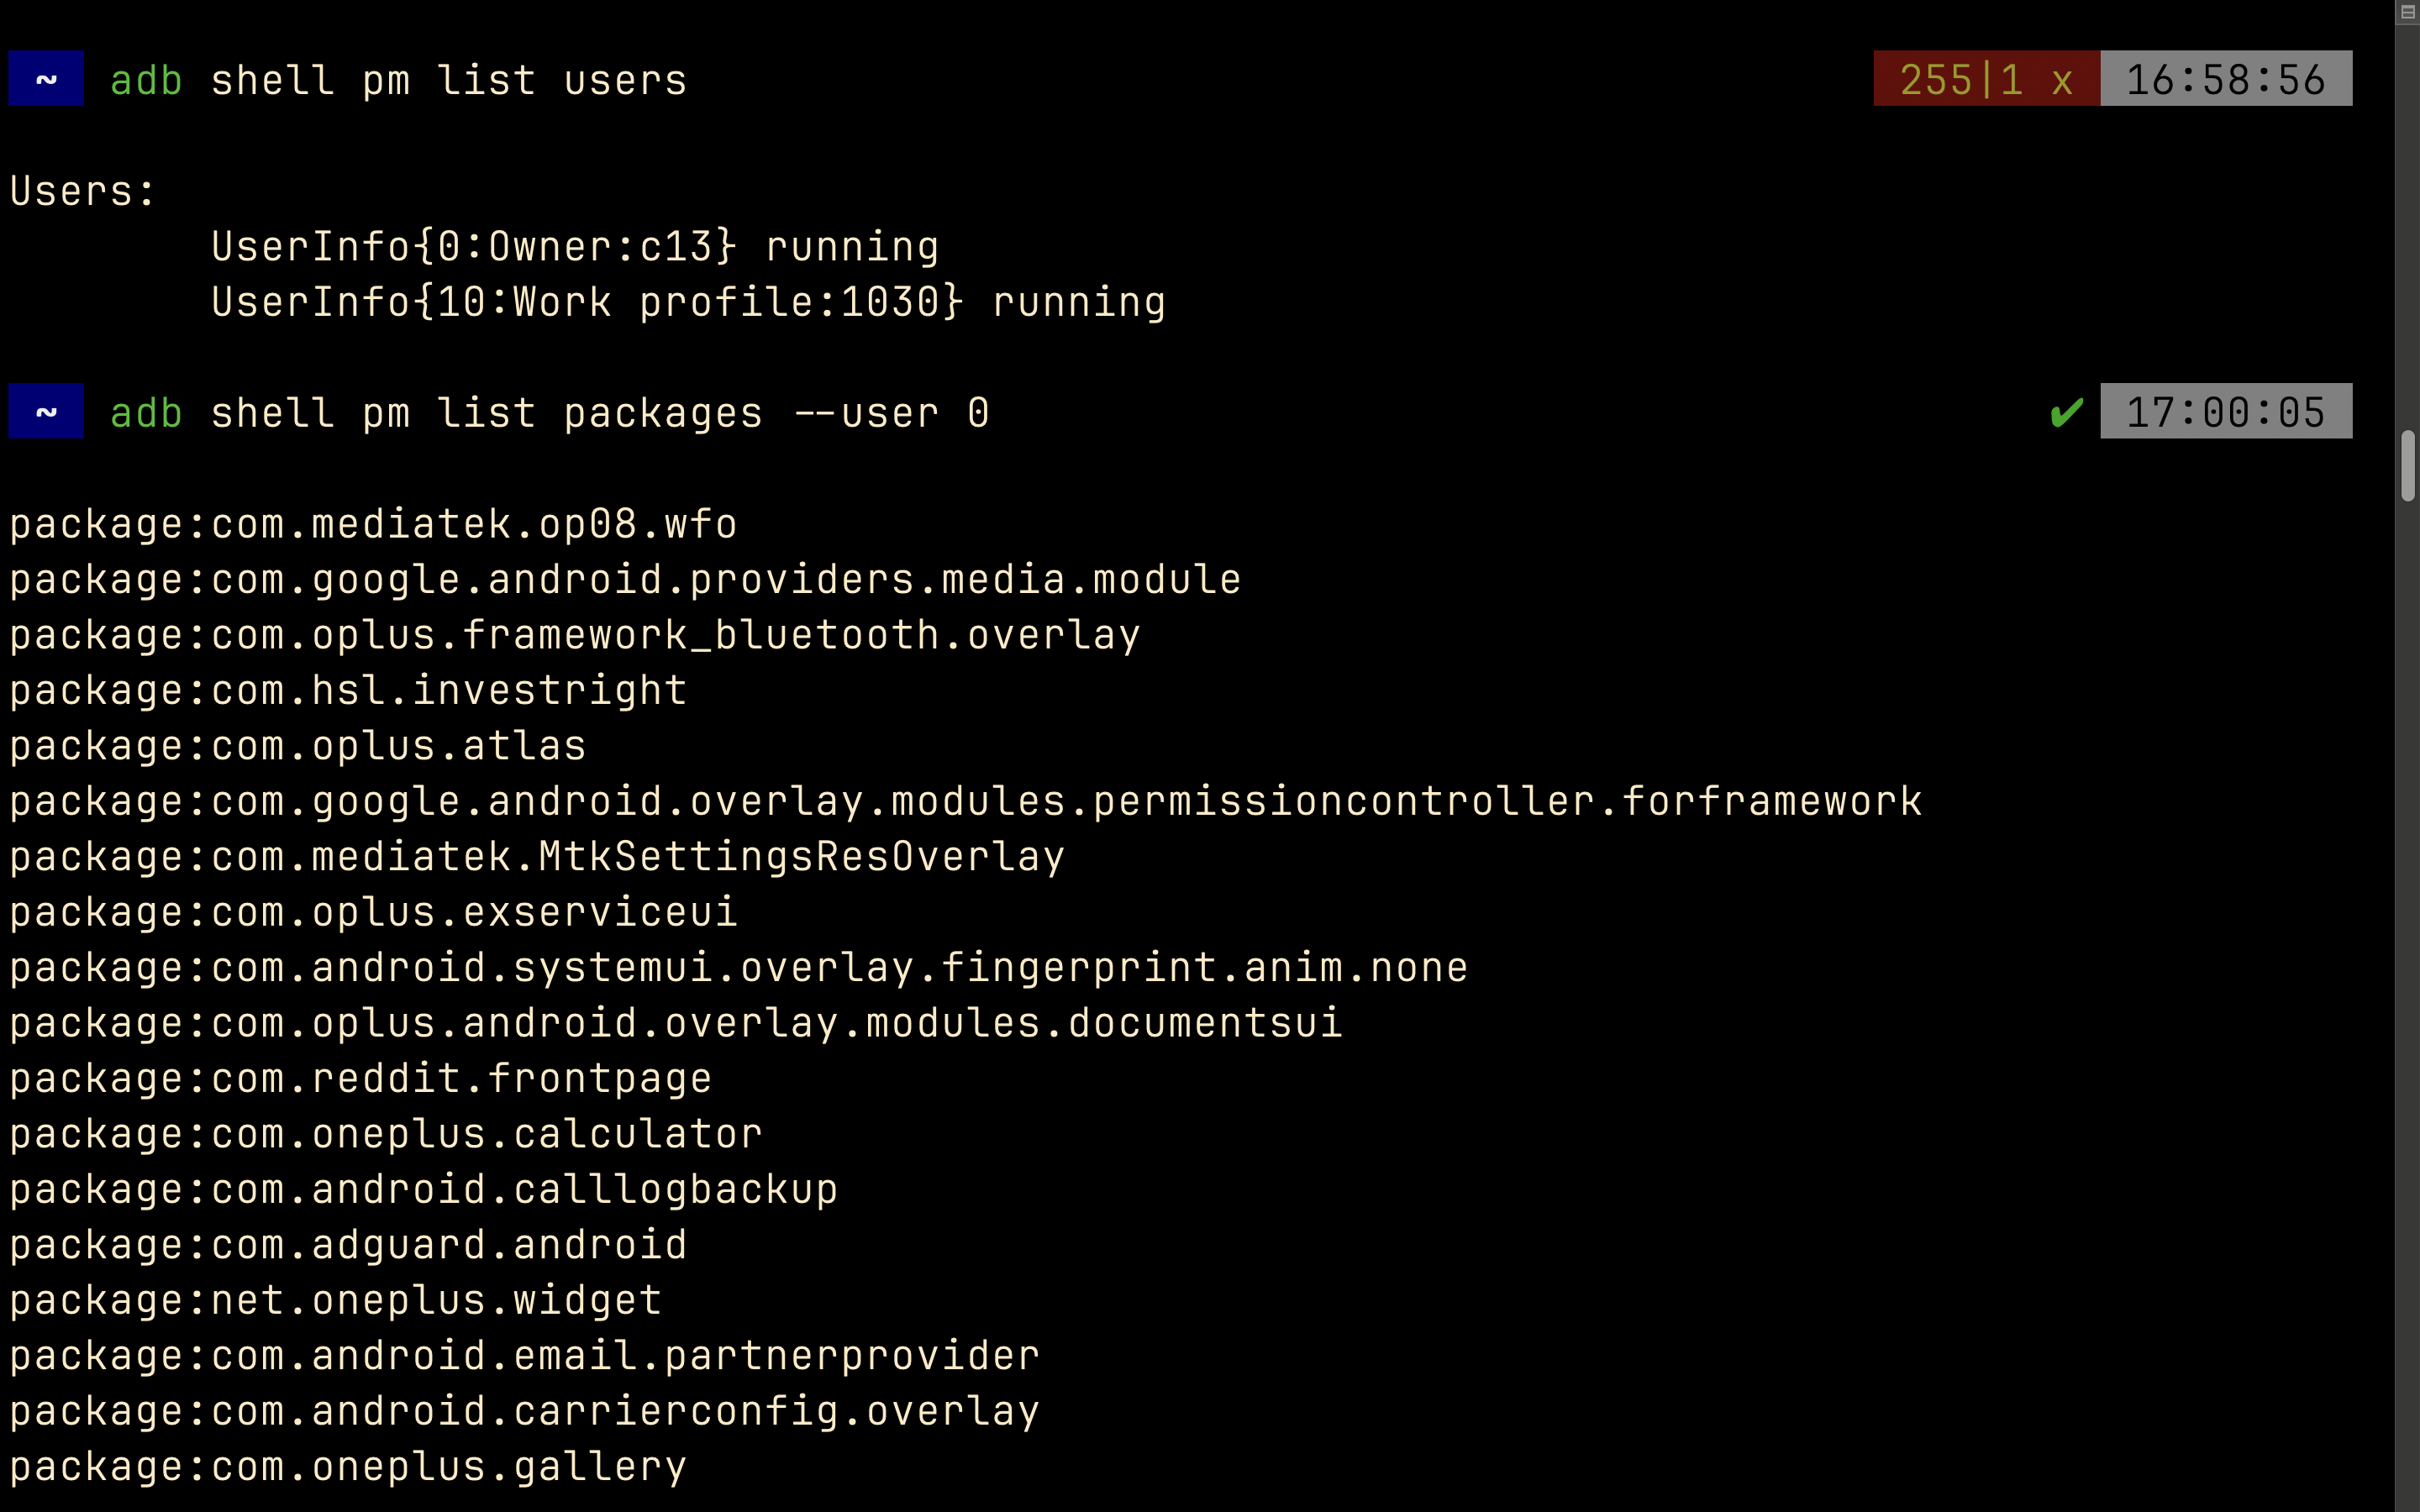 ~ adb shell pm list users 255|1 x 16:58:56
Users:
UserInfo{0:Owner:c13} running
UserInfo{10:Work profile:1030} running
~ adb shell pm list packages --user 0 ✔ 17:00:05
package:com.mediatek.op08.wfo
package:com.google.android.providers.media.module
package:com.oplus.framework_bluetooth.overlay
package:com.hsl.investright
package:com.oplus.atlas
package:com.google.android.overlay.modules.permissioncontroller.forframework
package:com.mediatek.MtkSettingsResOverlay
package:com.oplus.exserviceui
package:com.android.systemui.overlay.fingerprint.anim.none
package:com.oplus.android.overlay.modules.documentsui
package:com.reddit.frontpage
package:com.oneplus.calculator
package:com.android.calllogbackup
package:com.adguard.android
package:net.oneplus.widget
package:com.android.email.partnerprovider
package:com.android.carrierconfig.overlay
package:com.oneplus.gallery